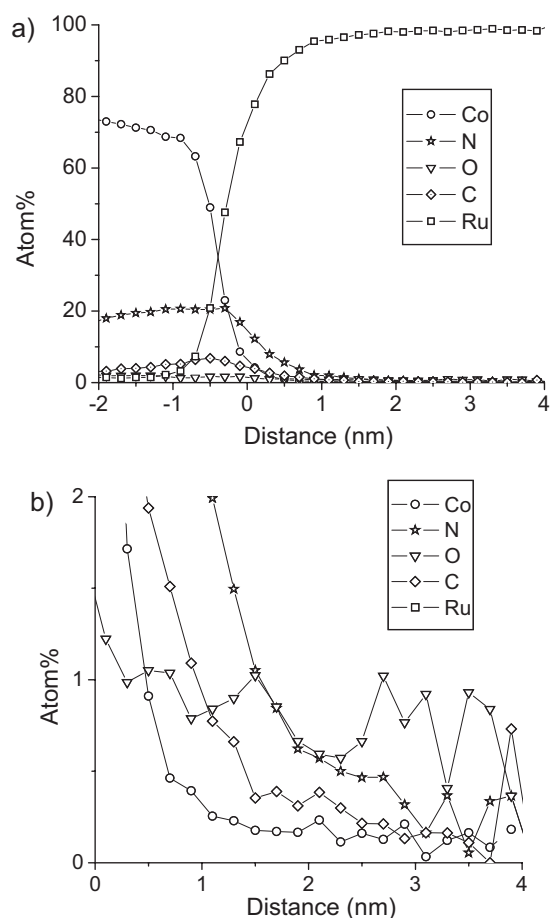 a)
100
80
60
40
20
0
Atom%
Co
N
O
C
Ru
-2 -1 0 1 2 3 4
Distance (nm)
b)
2
1
0
Atom%
Co
N
O
C
Ru
0 1 2 3 4
Distance (nm)